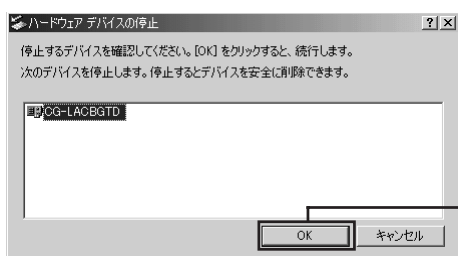 ハードウェア デバイスの停止
停止するデバイスを確認してください。[OK] をクリックすると、続行します。
次のデバイスを停止します。停止するとデバイスを安全に削除できます。
CG-LACBGTD
OK
キャンセル